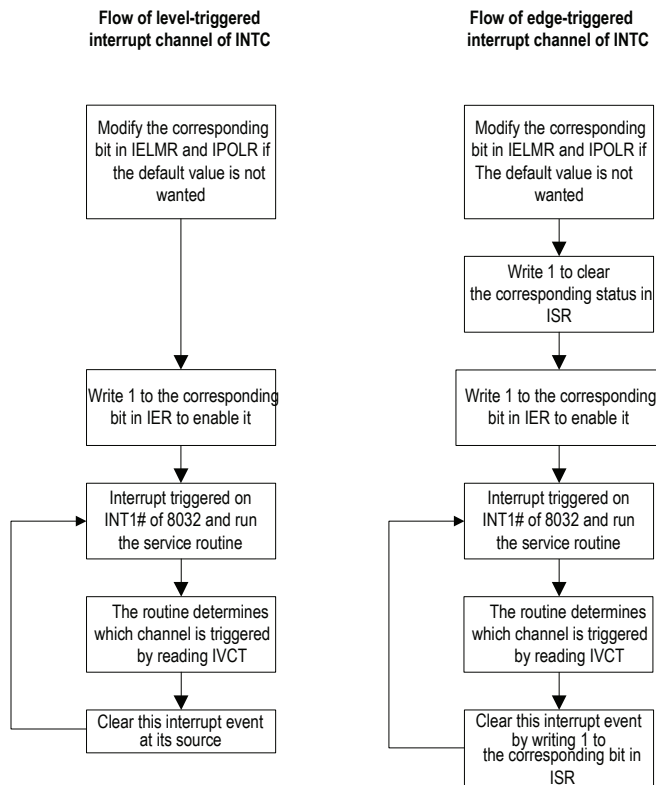 Flow of level-triggered
interrupt channel of INTC
Modify the corresponding
bit in IELMR and IPOLR if
the default value is not
wanted
Write 1 to the corresponding
bit in IER to enable it
Interrupt triggered on
INT1# of 8032 and run
the service routine
The routine determines
which channel is triggered
by reading IVCT
Clear this interrupt event
at its source
Flow of edge-triggered
interrupt channel of INTC
Modify the corresponding
bit in IELMR and IPOLR if
The default value is not
wanted
Write 1 to clear
the corresponding status in
ISR
Write 1 to the corresponding
bit in IER to enable it
Interrupt triggered on
INT1# of 8032 and run
the service routine
The routine determines
which channel is triggered
by reading IVCT
Clear this interrupt event
by writing 1 to
the corresponding bit in
ISR